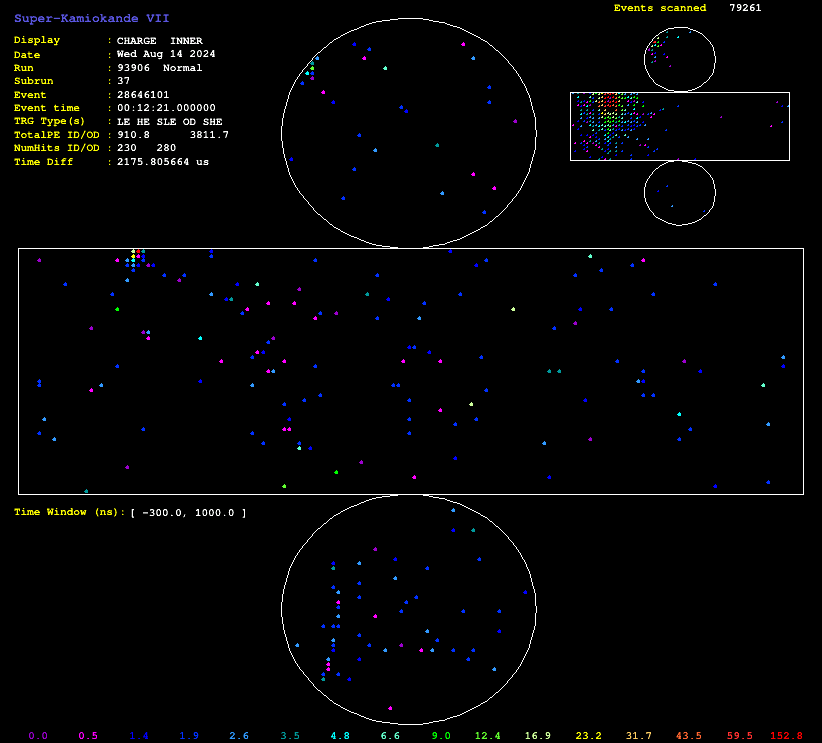 Super-Kamiokande VII
Events scanned 79261
Display : CHARGE INNER
Date : Wed Aug 14 2024
Run : 93906 Normal
Subrun : 37
Event : 28646101
Event time : 00:12:21.000000
TRG Type(s) : LE HE SLE OD SHE
TotalPE ID/OD : 910.8 3811.7
NumHits ID/OD : 230 280
Time Diff : 2175.805664 us
Time Window (ns): [ -300.0, 1000.0 ]
0.0 0.5 1.4 1.9 2.6 3.5 4.8 6.6 9.0 12.4 16.9 23.2 31.7 43.5 59.5 152.8